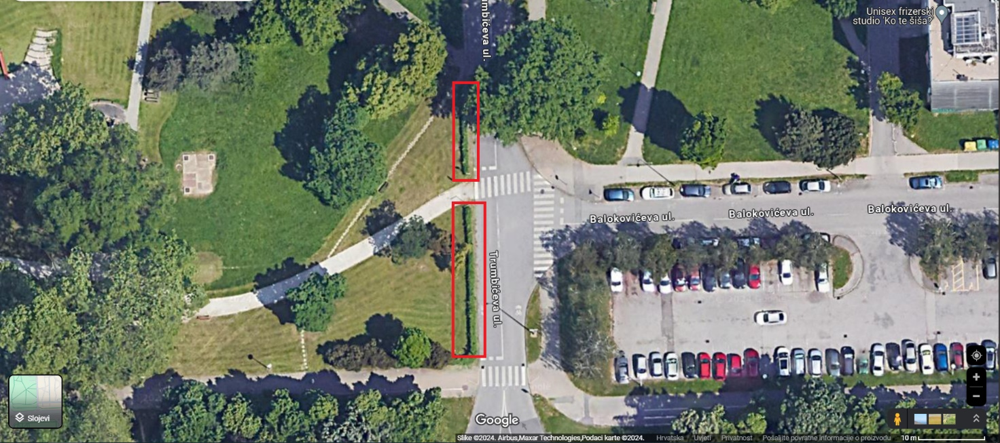 Unisex frizerski
studio 'Ko te šiša?'
mbićeva ul.
Balokovićeva ul.
Balokovićeva ul.
Balokovićeva ul.
Trumbićeva ul.
Slojevi
Google
Slike ©2024. Airbus,Maxar Technologies,Podaci karte ©2024. Hrvatska Uvjeti Privatnost Pošaljite povratne informacije o proizvodu 10 m